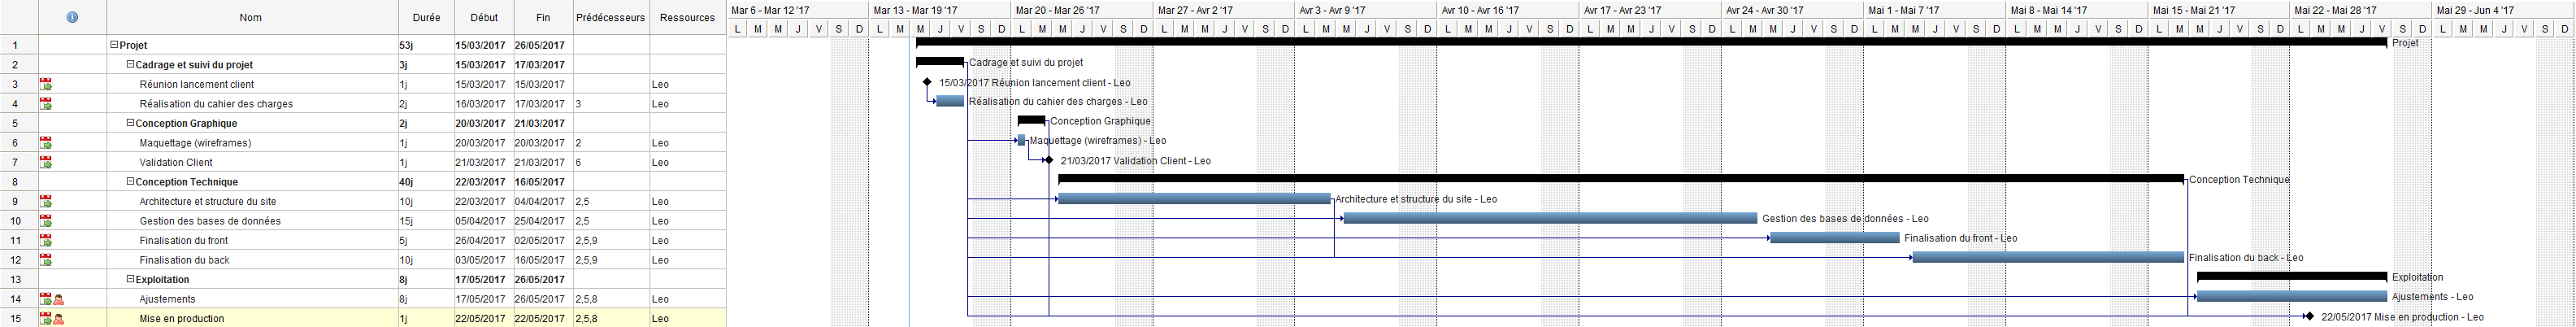 Nom Durée Début Fin Prédécesseurs Ressources
Mar 6 - Mar 12 '17 Mar 13 - Mar 19 '17 Mar 20 - Mar 26 '17 Mar 27 - Avr 2 '17 Avr 3 - Avr 9 '17 Avr 10 - Avr 16 '17 Avr 17 - Avr 23 '17 Avr 24 - Avr 30 '17 Mai 1 - Mai 7 '17 Mai 8 - Mai 14 '17 Mai 15 - Mai 21 '17 Mai 22 - Mai 28 '17 Mai 29 - Jun 4 '17
L M M J V S D L M M J V S D L M M J V S D L M M J V S D L M M J V S D L M M J V S D L M M J V S D L M M J V S D L M M J V S D L M M J V S D L M M J V S D L M M J V S D L M M J V S D
1 Projet 53j 15/03/2017 26/05/2017 Projet
2 Cadrage et suivi du projet 3j 15/03/2017 17/03/2017 Cadrage et suivi du projet
3 Réunion lancement client 1j 15/03/2017 15/03/2017 Leo 15/03/2017 Réunion lancement client - Leo
4 Réalisation du cahier des charges 2j 16/03/2017 17/03/2017 3 Leo Réalisation du cahier des charges - Leo
5 Conception Graphique 2j 20/03/2017 21/03/2017 Conception Graphique
6 Maquettage (wireframes) 1j 20/03/2017 20/03/2017 2 Leo Maquettage (wireframes) - Leo
7 Validation Client 1j 21/03/2017 21/03/2017 6 Leo 21/03/2017 Validation Client - Leo
8 Conception Technique 40j 22/03/2017 16/05/2017 Conception Technique
9 Architecture et structure du site 10j 22/03/2017 04/04/2017 2,5 Leo Architecture et structure du site - Leo
10 Gestion des bases de données 15j 05/04/2017 25/04/2017 2,5 Leo Gestion des bases de données - Leo
11 Finalisation du front 5j 26/04/2017 02/05/2017 2,5,9 Leo Finalisation du front - Leo
12 Finalisation du back 10j 03/05/2017 16/05/2017 2,5,9 Leo Finalisation du back - Leo
13 Exploitation 8j 17/05/2017 26/05/2017 Exploitation
14 Ajustements 8j 17/05/2017 26/05/2017 2,5,8 Leo Ajustements - Leo
15 Mise en production 1j 22/05/2017 22/05/2017 2,5,8 Leo 22/05/2017 Mise en production - Leo